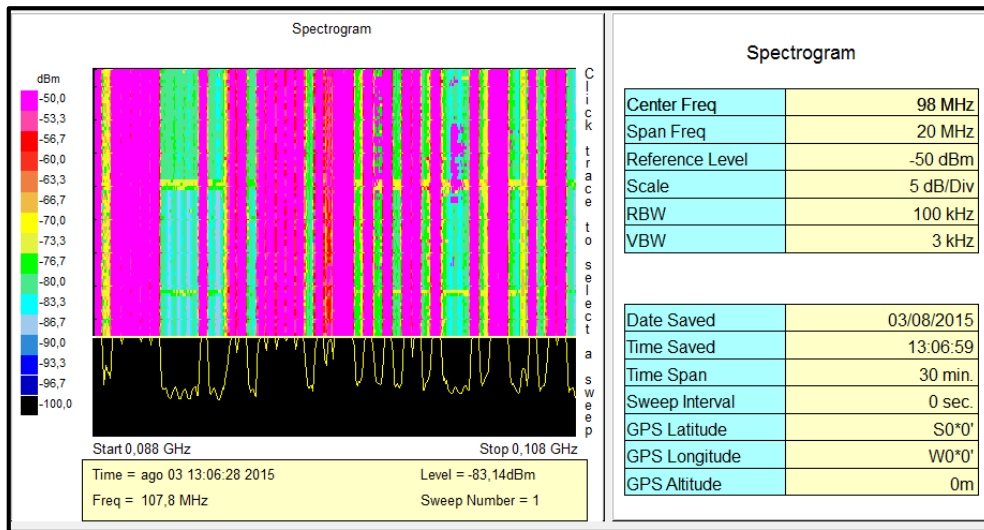 Spectrogram
dBm
-50,0
-53,3
-56,7
-60,0
-63,3
-66,7
-70,0
-73,3
-76,7
-80,0
-83,3
-86,7
-90,0
-93,3
-96,7
-100,0
Click trace to select a sweep
Start 0,088 GHz Stop 0,108 GHz
Time = ago 03 13:06:28 2015 Level = -83,14dBm
Freq = 107,8 MHz Sweep Number = 1
Spectrogram
Center Freq 98 MHz
Span Freq 20 MHz
Reference Level -50 dBm
Scale 5 dB/Div
RBW 100 kHz
VBW 3 kHz
Date Saved 03/08/2015
Time Saved 13:06:59
Time Span 30 min.
Sweep Interval 0 sec.
GPS Latitude S0*0'
GPS Longitude W0*0'
GPS Altitude 0m